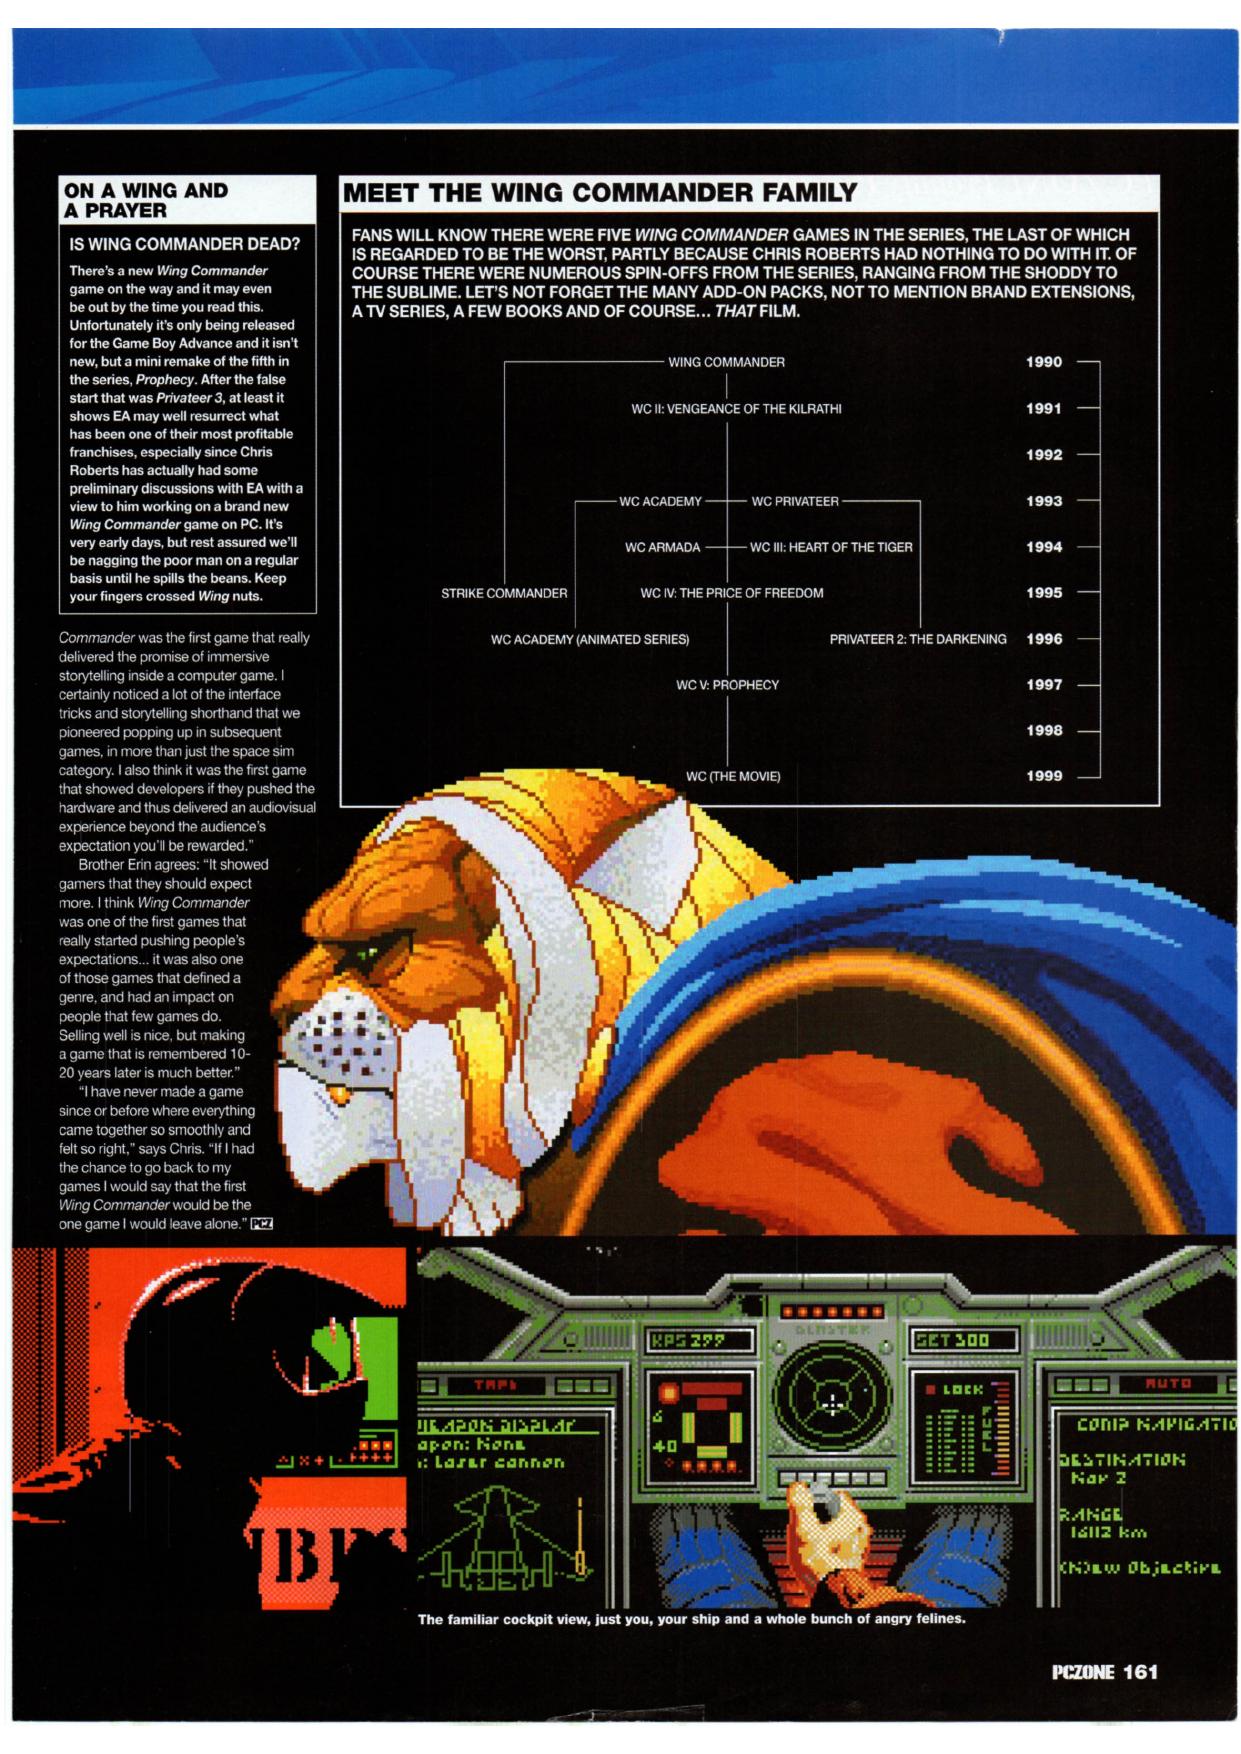 ON A WING AND
A PRAYER
IS WING COMMANDER DEAD?
There's a new Wing Commander
game on the way and it may even
be out by the time you read this.
Unfortunately it's only being released
for the Game Boy Advance and it isn't
new, but a mini remake of the fifth in
the series, Prophecy. After the false
start that was Privateer 3, at least it
shows EA may well resurrect what
has been one of their most profitable
franchises, especially since Chris
Roberts has actually had some
preliminary discussions with EA with a
view to him working on a brand new
Wing Commander game on PC. It's
very early days, but rest assured we'll
be nagging the poor man on a regular
basis until he spills the beans. Keep
your fingers crossed Wing nuts.
Commander was the first game that really
delivered the promise of immersive
storytelling inside a computer game. I
certainly noticed a lot of the interface
tricks and storytelling shorthand that we
pioneered popping up in subsequent
games, in more than just the space sim
category. I also think it was the first game
that showed developers if they pushed the
hardware and thus delivered an audiovisual
experience beyond the audience's
expectation you'll be rewarded."
Brother Erin agrees: "It showed
gamers that they should expect
more. I think Wing Commander
was one of the first games that
really started pushing people's
expectations... it was also one
of those games that defined a
genre, and had an impact on
people that few games do.
Selling well is nice, but making
a game that is remembered 10-
20 years later is much better."
"I have never made a game
since or before where everything
came together so smoothly and
felt so right," says Chris. "If I had
the chance to go back to my
games I would say that the first
Wing Commander would be the
one game I would leave alone." PCZ
MEET THE WING COMMANDER FAMILY
FANS WILL KNOW THERE WERE FIVE WING COMMANDER GAMES IN THE SERIES, THE LAST OF WHICH
IS REGARDED TO BE THE WORST, PARTLY BECAUSE CHRIS ROBERTS HAD NOTHING TO DO WITH IT. OF
COURSE THERE WERE NUMEROUS SPIN-OFFS FROM THE SERIES, RANGING FROM THE SHODDY TO
THE SUBLIME. LET'S NOT FORGET THE MANY ADD-ON PACKS, NOT TO MENTION BRAND EXTENSIONS,
A TV SERIES, A FEW BOOKS AND OF COURSE... THAT FILM.
WING COMMANDER 1990
WC II: VENGEANCE OF THE KILRATHI 1991
1992
WC ACADEMY WC PRIVATEER 1993
WC ARMADA WC III: HEART OF THE TIGER 1994
STRIKE COMMANDER WC IV: THE PRICE OF FREEDOM 1995
WC ACADEMY (ANIMATED SERIES) PRIVATEER 2: THE DARKENING 1996
WC V: PROPHECY 1997
1998
WC (THE MOVIE) 1999
KPS 299
SET 300
LOCK
FUEL
6
40
AUTO
WEAPON DISPLAY
apon: None
: Laser cannon
COMP NAVIGATIO
DESTINATION
Nav 2
RANGE
16112 km
(N)ew Objective
The familiar cockpit view, just you, your ship and a whole bunch of angry felines.
PCZONE 161